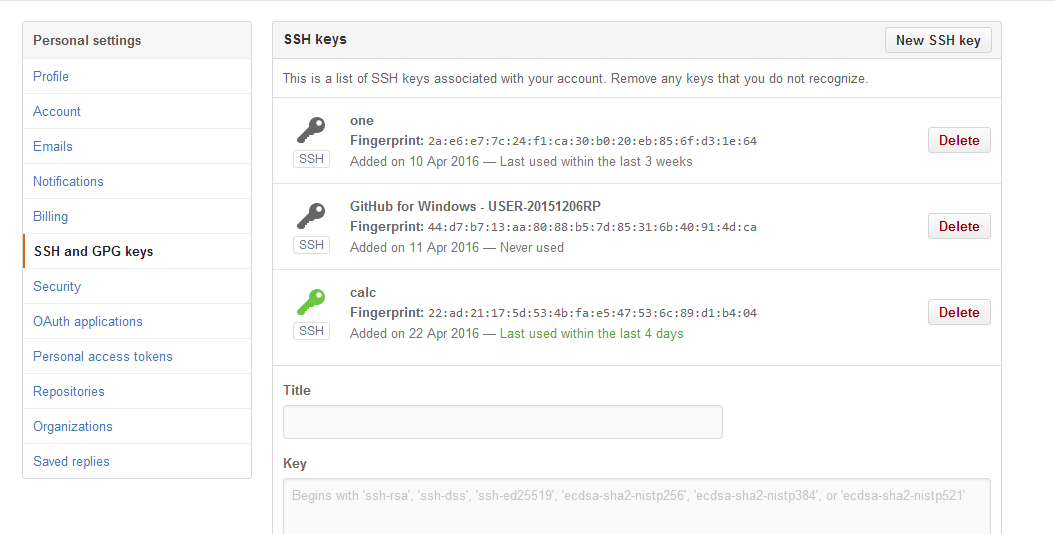 Personal settings
Profile
Account
Emails
Notifications
Billing
SSH and GPG keys
Security
OAuth applications
Personal access tokens
Repositories
Organizations
Saved replies
SSH keys
New SSH key
This is a list of SSH keys associated with your account. Remove any keys that you do not recognize.
one
Fingerprint: 2a:e6:e7:7c:24:f1:ca:30:b0:20:eb:85:6f:d3:1e:64
SSH
Added on 10 Apr 2016 — Last used within the last 3 weeks
Delete
GitHub for Windows - USER-20151206RP
Fingerprint: 44:d7:b7:13:aa:80:88:b5:7d:85:31:6b:40:91:4d:ca
SSH
Added on 11 Apr 2016 — Never used
Delete
calc
Fingerprint: 22:ad:21:17:5d:53:4b:fa:e5:47:53:6c:89:d1:b4:04
SSH
Added on 22 Apr 2016 — Last used within the last 4 days
Delete
Title
Key
Begins with 'ssh-rsa', 'ssh-dss', 'ssh-ed25519', 'ecdsa-sha2-nistp256', 'ecdsa-sha2-nistp384', or 'ecdsa-sha2-nistp521'